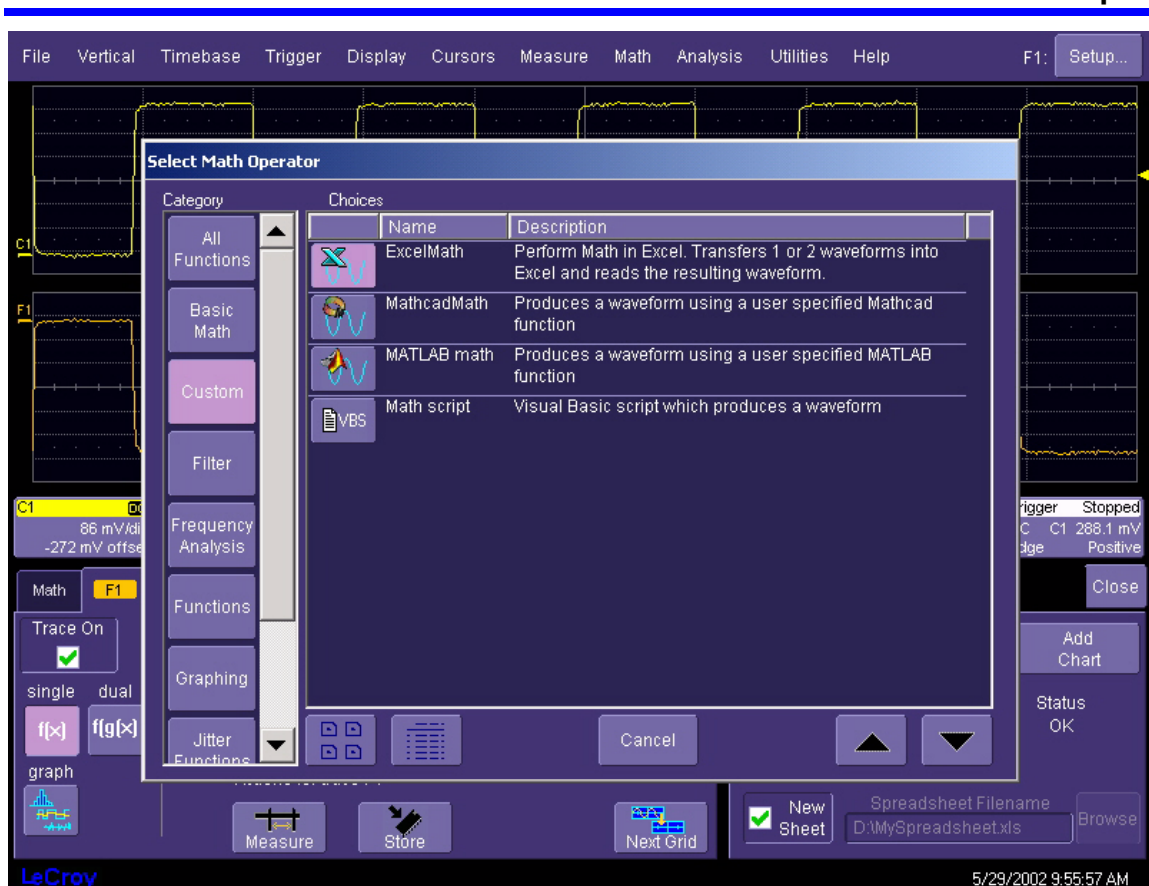 File Vertical Timebase Trigger Display Cursors Measure Math Analysis Utilities Help F1: Setup...
Select Math Operator
Category Choices
All Functions
Basic Math
Custom
Filter
Frequency Analysis
Functions
Graphing
Jitter Functions
Name Description
ExcelMath Perform Math in Excel. Transfers 1 or 2 waveforms into
Excel and reads the resulting waveform.
MathcadMath Produces a waveform using a user specified Mathcad
function
MATLAB math Produces a waveform using a user specified MATLAB
function
VBS Math script Visual Basic script which produces a waveform
Cancel
C1
F1
C1
86 mV/di
-272 mV offse
rigger Stopped
C C1 288.1 mV
dge Positive
Math F1 Close
Trace On
single dual
f(x) f(g(x)
graph
Measure
Store
Next Grid
Add
Chart
Status
OK
New
Sheet
Spreadsheet Filename
D:\MySpreadsheet.xls
Browse
LeCroy 5/29/2002 9:55:57 AM